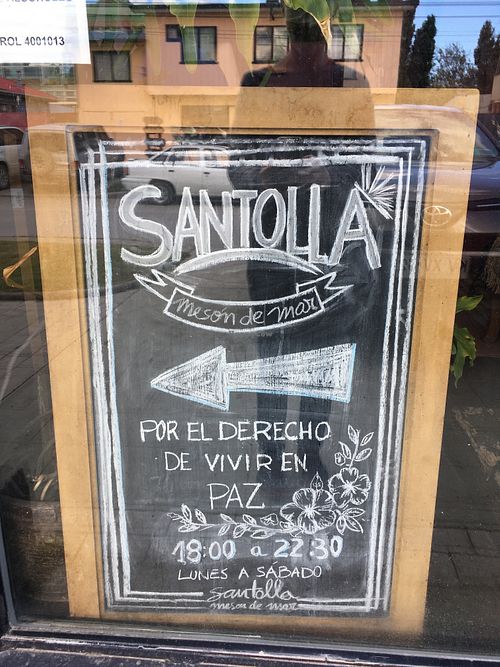 ROL 4001013
SANTOLLA
meson de mar
POR EL DERECHO
DE VIVIR EN
PAZ
18:00 a 22:30
LUNES A SÁBADO
Santolla
meson de mar